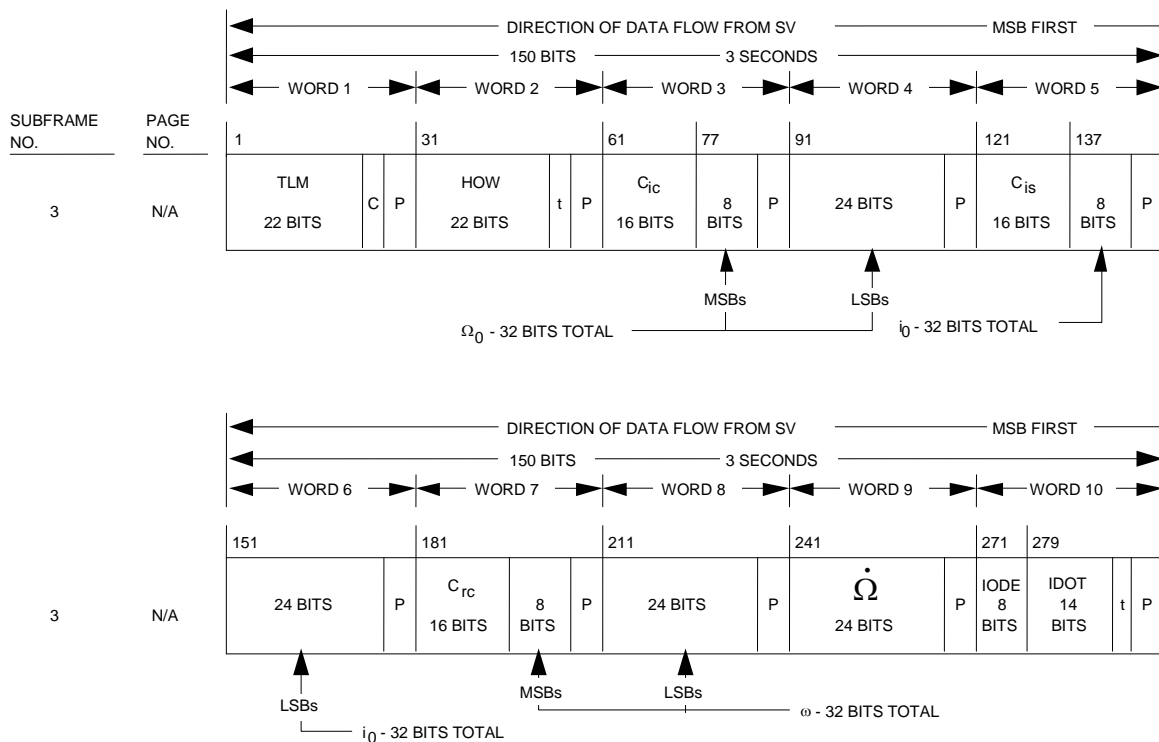 DIRECTION OF DATA FLOW FROM SV MSB FIRST
150 BITS 3 SECONDS
WORD 1 WORD 2 WORD 3 WORD 4 WORD 5
SUBFRAME NO. PAGE NO.
1 31 61 77 91 121 137
3 N/A
TLM 22 BITS C P
HOW 22 BITS t P
Cic 16 BITS 8 BITS P
24 BITS P
Cis 16 BITS 8 BITS P
MSBs LSBs
Ω0 - 32 BITS TOTAL i0 - 32 BITS TOTAL
DIRECTION OF DATA FLOW FROM SV MSB FIRST
150 BITS 3 SECONDS
WORD 6 WORD 7 WORD 8 WORD 9 WORD 10
151 181 211 241 271 279
3 N/A
24 BITS P
Crc 16 BITS 8 BITS P
24 BITS P
Ω̇ 24 BITS P
IODE 8 BITS IDOT 14 BITS t P
LSBs MSBs LSBs
i0 - 32 BITS TOTAL ω - 32 BITS TOTAL